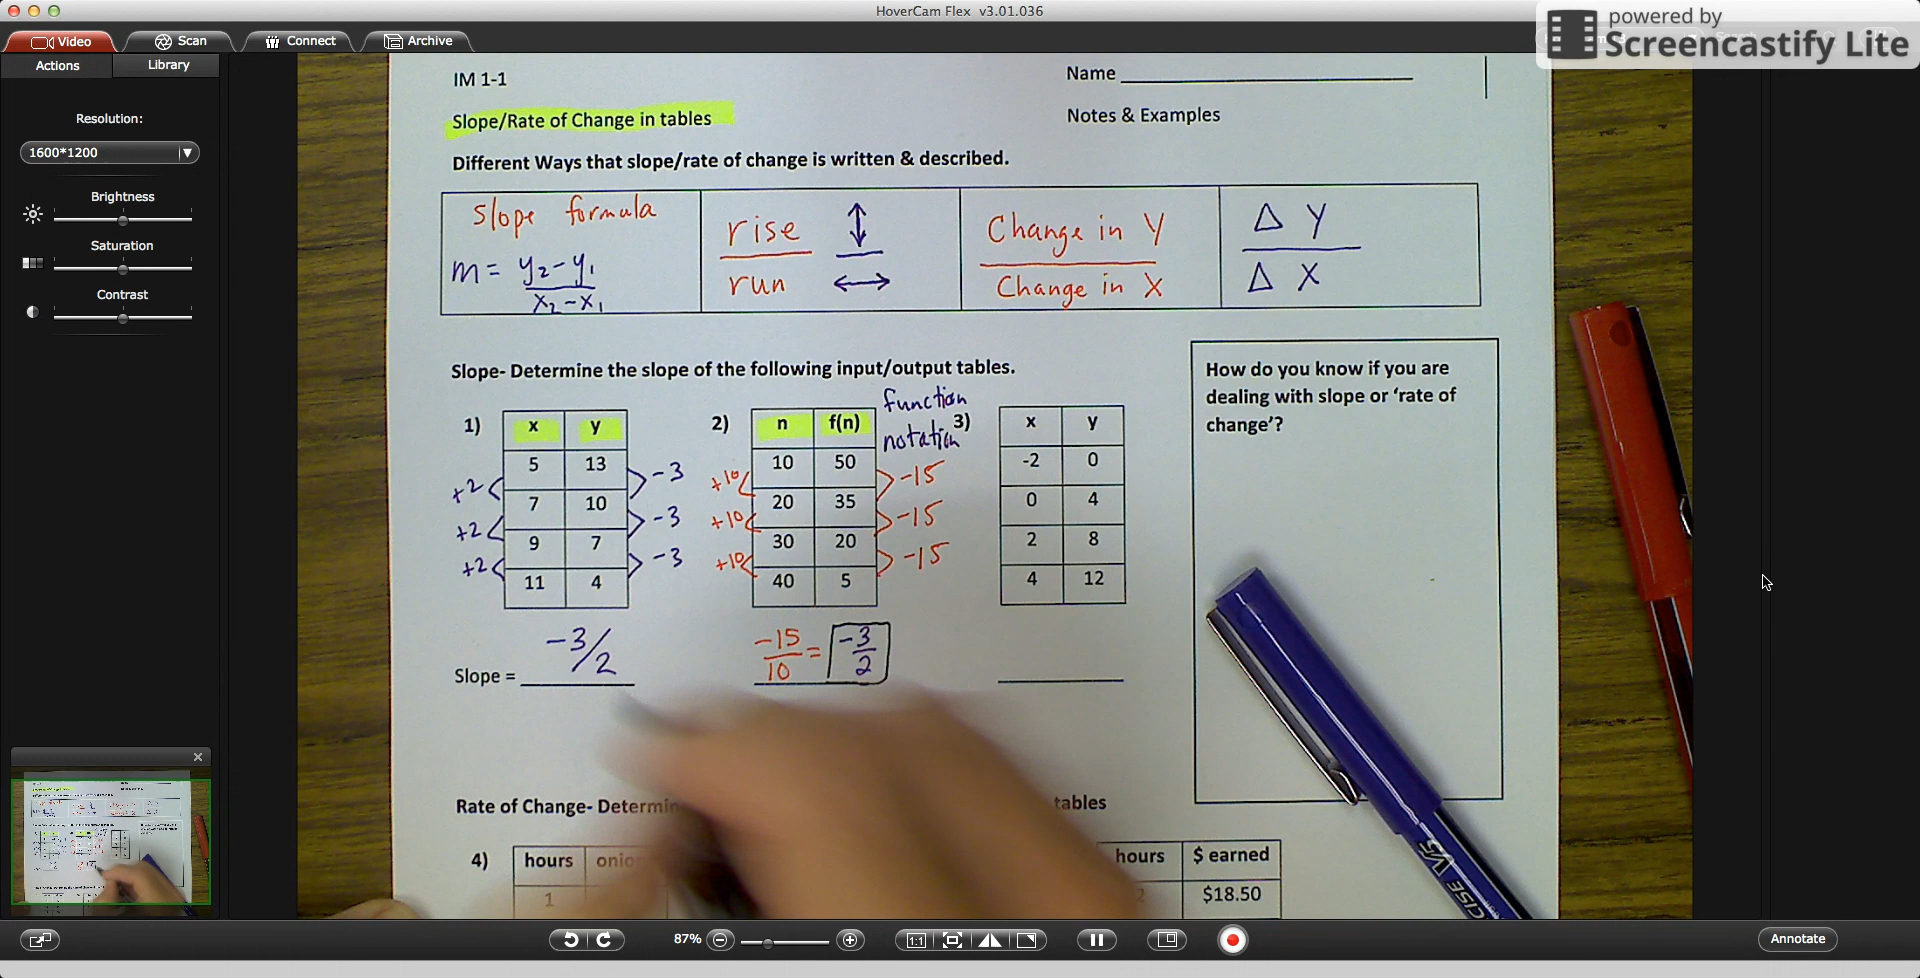 HoverCam Flex v3.01.036
powered by
Screencastify Lite
Video
Scan
Connect
Archive
Actions
Library
Resolution:
1600*1200
Brightness
Saturation
Contrast
IM 1-1
Name
Slope/Rate of Change in tables
Notes & Examples
Different Ways that slope/rate of change is written & described.
slope formula
m = y2 - y1
x2 - x1
rise
run
Change in Y
Change in X
Δ Y
Δ X
Slope- Determine the slope of the following input/output tables.
1)
x y
5 13
7 10
9 7
11 4
+2
+2
+2
-3
-3
-3
Slope = -3/2
2)
n f(n)
10 50
20 35
30 20
40 5
function
notation
+10
+10
+10
-15
-15
-15
-15/10 = -3/2
3)
x y
-2 0
0 4
2 8
4 12
How do you know if you are
dealing with slope or 'rate of
change'?
Rate of Change- tables
4)
hours
1
hours $ earned
2 $18.50
CISE V5
87%
1:1
Annotate